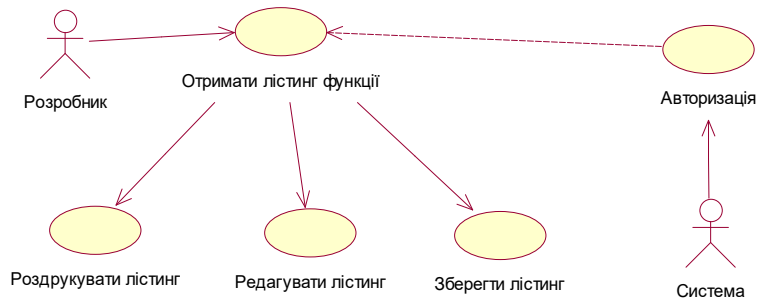 Отримати лістинг функції
Розробник
Авторизація
Роздрукувати лістинг
Редагувати лістинг
Зберегти лістинг
Система